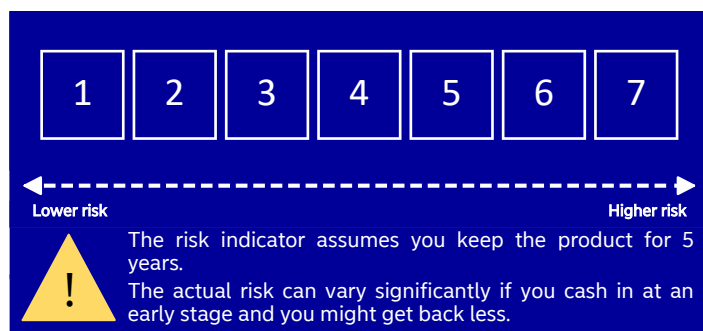 1 2 3 4 5 6 7
Lower risk Higher risk
The risk indicator assumes you keep the product for 5
years.
!
The actual risk can vary significantly if you cash in at an
early stage and you might get back less.